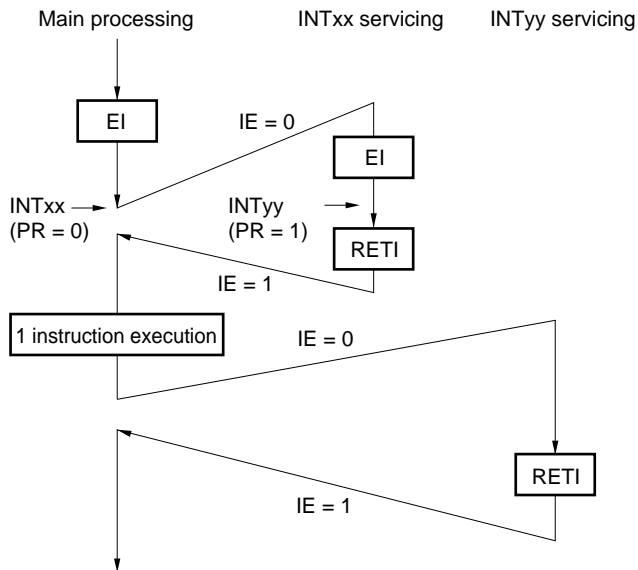 Main processing
INTxx servicing
INTyy servicing
EI
IE = 0
EI
INTxx
(PR = 0)
INTyy
(PR = 1)
RETI
IE = 1
1 instruction execution
IE = 0
RETI
IE = 1